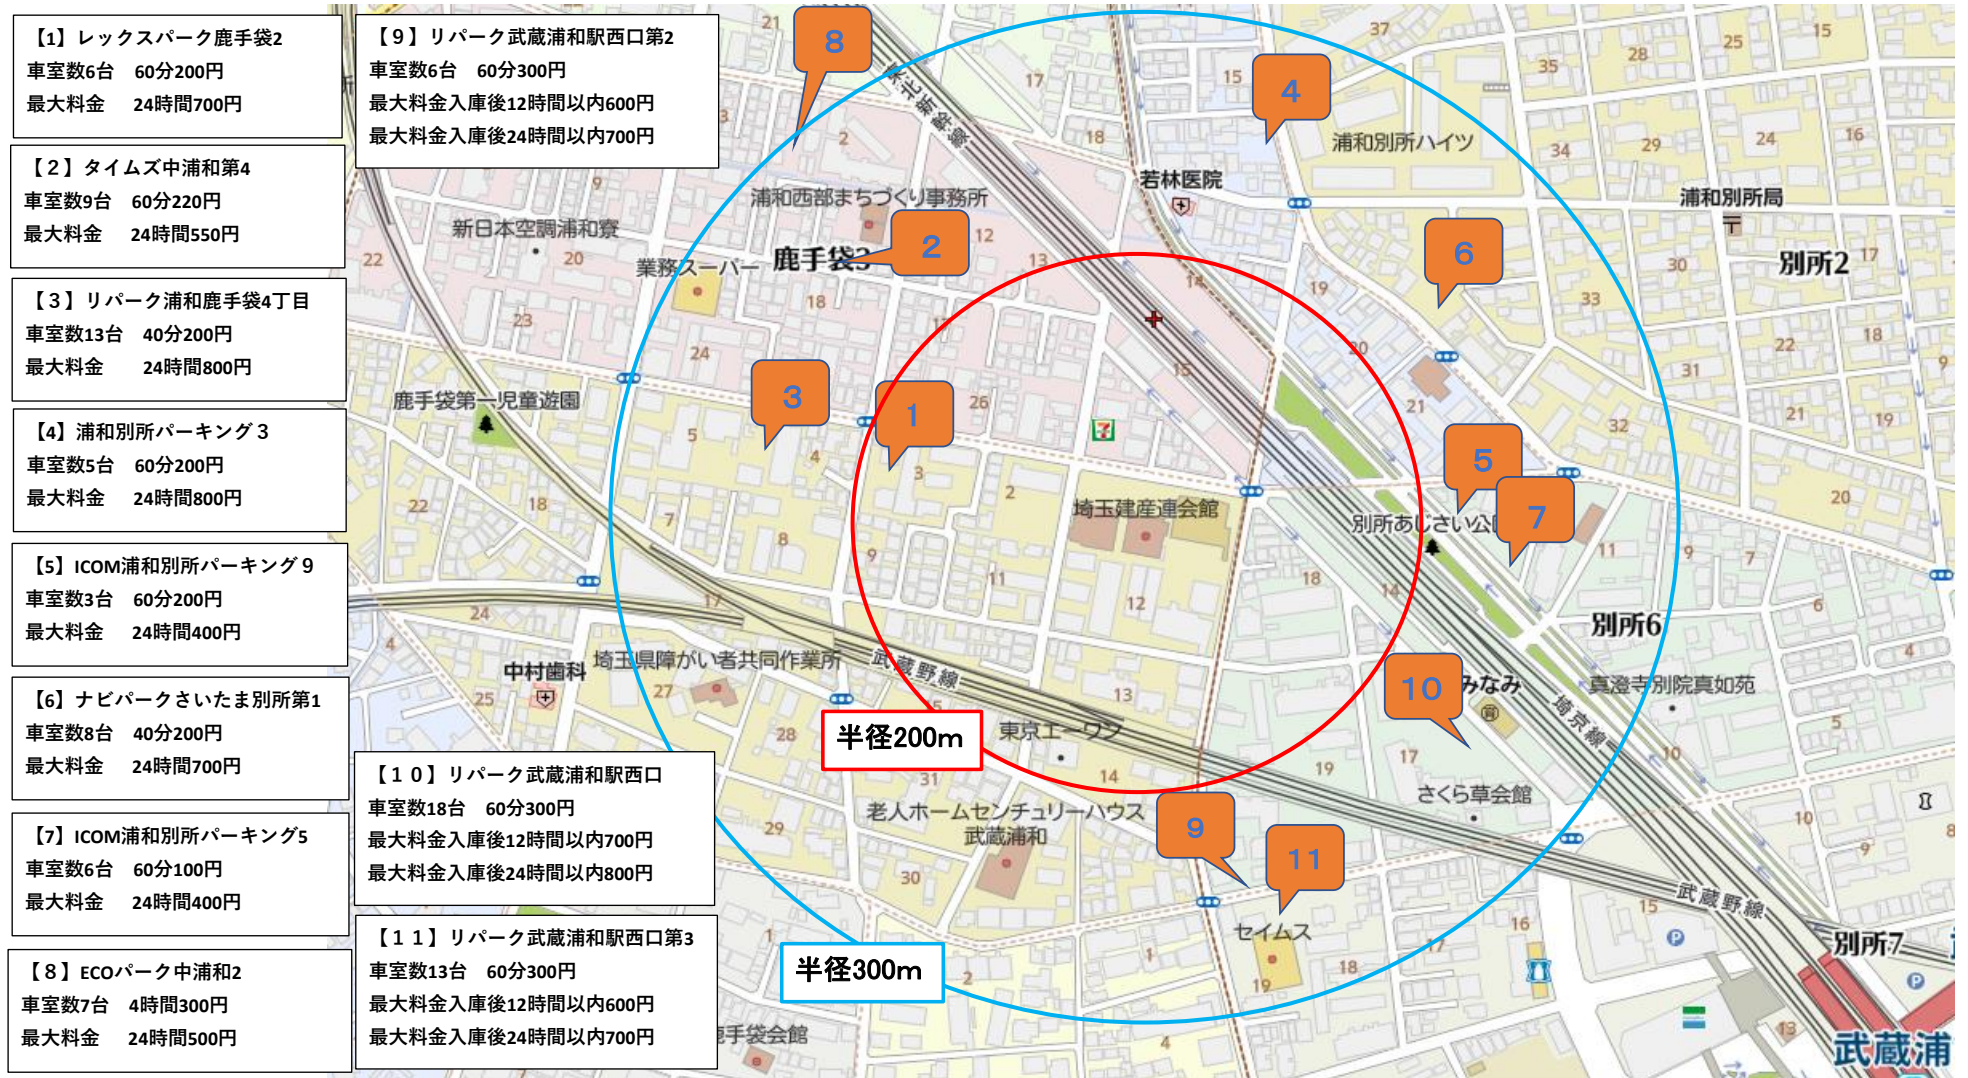 【1】レックスパーク鹿手袋2
車室数6台　60分200円
最大料金　24時間700円
【２】タイムズ中浦和第4
車室数9台　60分220円
最大料金　24時間550円
【３】リパーク浦和鹿手袋4丁目
車室数13台　40分200円
最大料金　24時間800円
【4】浦和別所パーキング３
車室数5台　60分200円
最大料金　24時間800円
【5】ICOM浦和別所パーキング９
車室数3台　60分200円
最大料金　24時間400円
【6】ナビパークさいたま別所第1
車室数8台　40分200円
最大料金　24時間700円
【7】ICOM浦和別所パーキング5
車室数6台　60分100円
最大料金　24時間400円
【８】ECOパーク中浦和2
車室数7台　4時間300円
最大料金　24時間500円
【９】リパーク武蔵浦和駅西口第2
車室数6台　60分300円
最大料金入庫後12時間以内600円
最大料金入庫後24時間以内700円
【１０】リパーク武蔵浦和駅西口
車室数18台　60分300円
最大料金入庫後12時間以内700円
最大料金入庫後24時間以内800円
【１１】リパーク武蔵浦和駅西口第3
車室数13台　60分300円
最大料金入庫後12時間以内600円
最大料金入庫後24時間以内700円
8
4
2
6
3
1
5
7
10
9
11
半径200m
半径300m
東北新幹線
浦和別所ハイツ
若林医院
浦和西部まちづくり事務所
浦和別所局
新日本空調浦和寮
業務スーパー
鹿手袋3
別所2
鹿手袋第一児童遊園
埼玉建産連会館
別所あじさい公
別所6
中村歯科
埼玉県障がい者共同作業所
武蔵野線
みなみ
真澄寺別院真如苑
埼京線
東京エーワン
さくら草会館
老人ホームセンチュリーハウス
武蔵浦和
武蔵野線
セイムス
別所7
手袋会館
武蔵浦